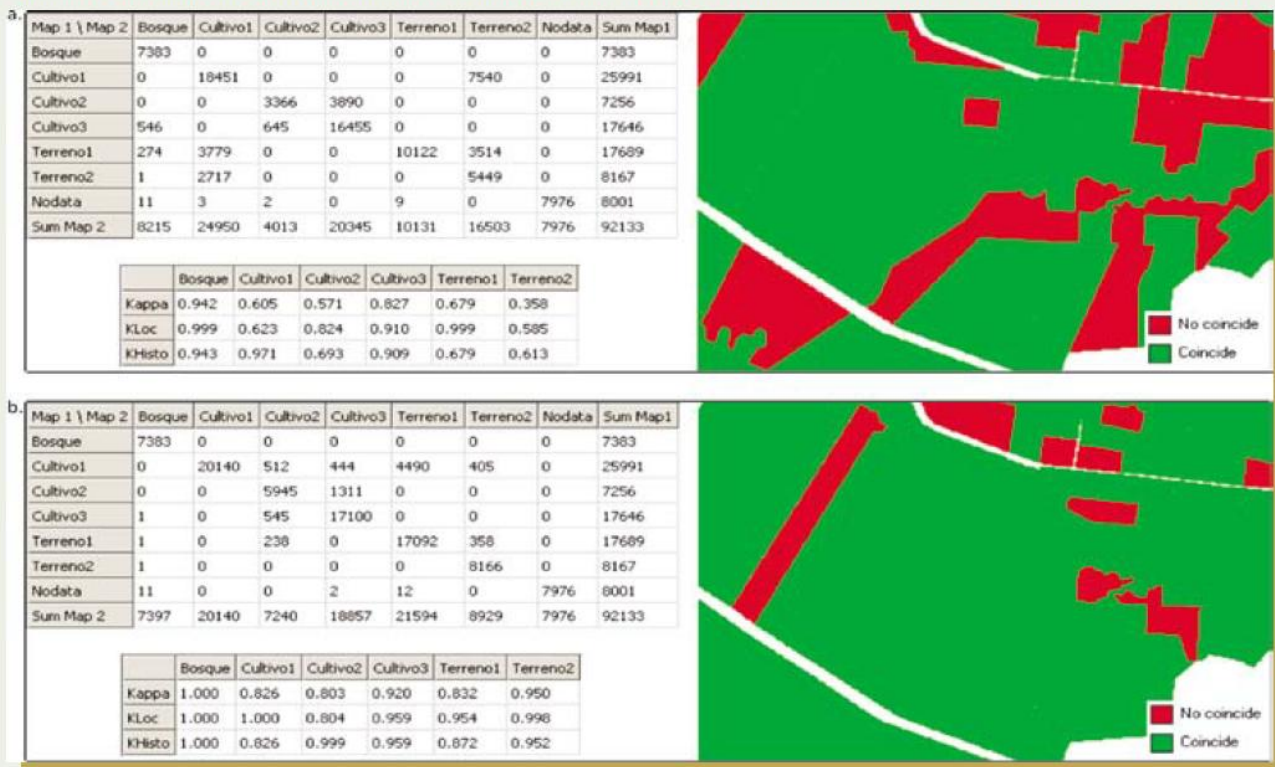 a.
Map 1 \ Map 2 Bosque Cultivo1 Cultivo2 Cultivo3 Terreno1 Terreno2 Nodata Sum Map1
Bosque 7383 0 0 0 0 0 0 7383
Cultivo1 0 18451 0 0 0 7540 0 25991
Cultivo2 0 0 3366 3890 0 0 0 7256
Cultivo3 546 0 645 16455 0 0 0 17646
Terreno1 274 3779 0 0 10122 3514 0 17689
Terreno2 1 2717 0 0 0 5449 0 8167
Nodata 11 3 2 0 9 0 7976 8001
Sum Map 2 8215 24950 4013 20345 10131 16503 7976 92133
Bosque Cultivo1 Cultivo2 Cultivo3 Terreno1 Terreno2
Kappa 0.942 0.605 0.571 0.827 0.679 0.358
KLoc 0.999 0.623 0.824 0.910 0.999 0.585
KHisto 0.943 0.971 0.693 0.909 0.679 0.613
No coincide
Coincide
b.
Map 1 \ Map 2 Bosque Cultivo1 Cultivo2 Cultivo3 Terreno1 Terreno2 Nodata Sum Map1
Bosque 7383 0 0 0 0 0 0 7383
Cultivo1 0 20140 512 444 4490 405 0 25991
Cultivo2 0 0 5945 1311 0 0 0 7256
Cultivo3 1 0 545 17100 0 0 0 17646
Terreno1 1 0 238 0 17092 358 0 17689
Terreno2 1 0 0 0 0 8166 0 8167
Nodata 11 0 0 2 12 0 7976 8001
Sum Map 2 7397 20140 7240 18857 21594 8929 7976 92133
Bosque Cultivo1 Cultivo2 Cultivo3 Terreno1 Terreno2
Kappa 1.000 0.826 0.803 0.920 0.832 0.950
KLoc 1.000 1.000 0.804 0.959 0.954 0.998
KHisto 1.000 0.826 0.999 0.959 0.872 0.952
No coincide
Coincide